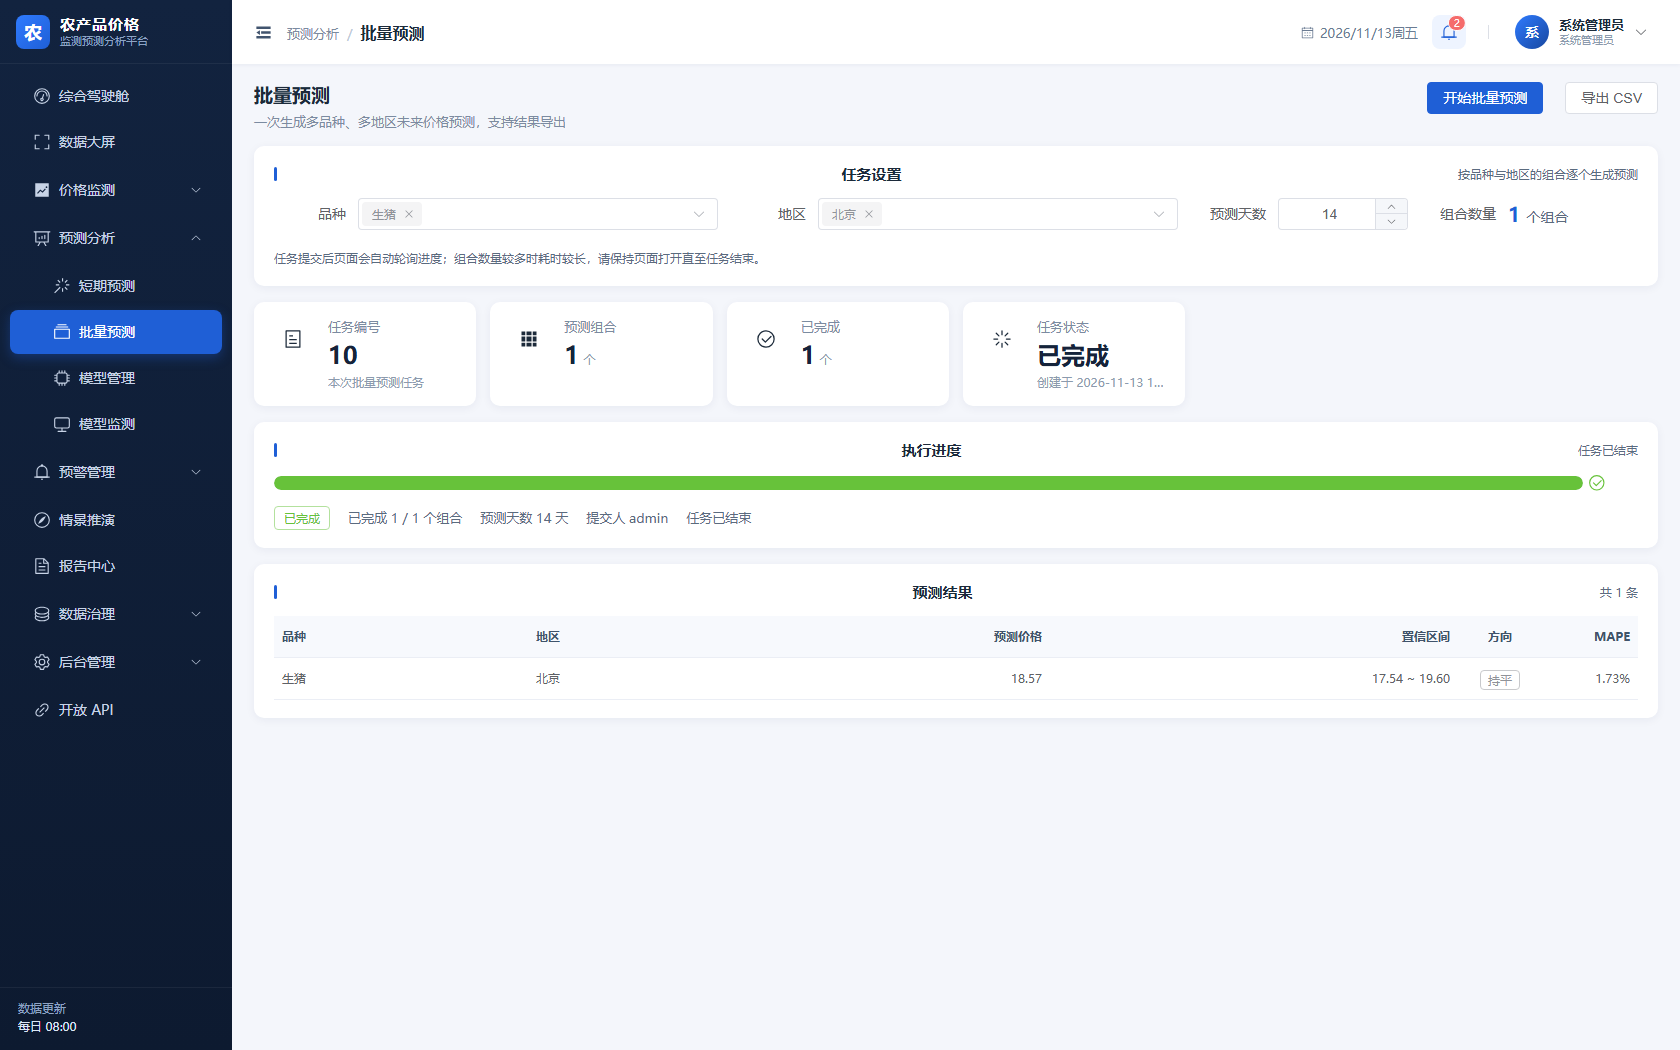 农
农产品价格
监测预测分析平台
综合驾驶舱
数据大屏
价格监测
预测分析
短期预测
批量预测
模型管理
模型监测
预警管理
情景推演
报告中心
数据治理
后台管理
开放 API
数据更新
每日 08:00
预测分析 / 批量预测
2026/11/13周五
2
系
系统管理员
系统管理员
批量预测
一次生成多品种、多地区未来价格预测，支持结果导出
开始批量预测
导出 CSV
任务设置
按品种与地区的组合逐个生成预测
品种 生猪
地区 北京
预测天数 14
组合数量 1 个组合
任务提交后页面会自动轮询进度；组合数量较多时耗时较长，请保持页面打开直至任务结束。
任务编号
10
本次批量预测任务
预测组合
1 个
已完成
1 个
任务状态
已完成
创建于 2026-11-13 1...
执行进度
任务已结束
已完成 已完成 1 / 1 个组合 预测天数 14 天 提交人 admin 任务已结束
预测结果
共 1 条
品种 地区 预测价格 置信区间 方向 MAPE
生猪 北京 18.57 17.54 ~ 19.60 持平 1.73%